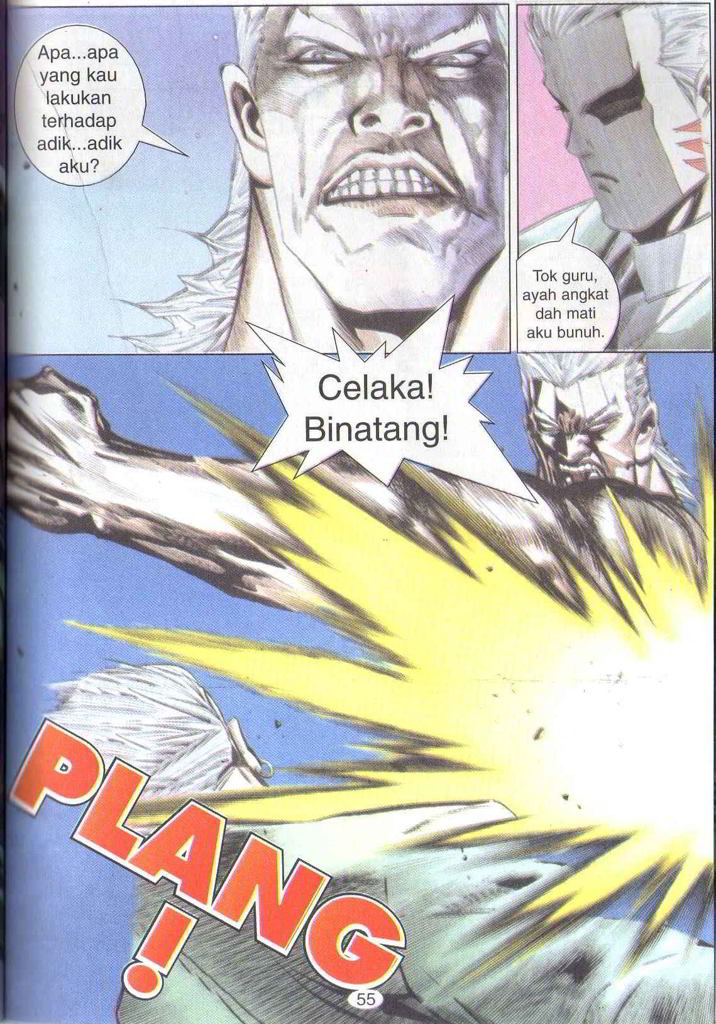 Apa...apa
yang kau
lakukan
terhadap
adik...adik
aku?
Tok guru,
ayah angkat
dah mati
aku bunuh.
Celaka!
Binatang!
PLANG!
55